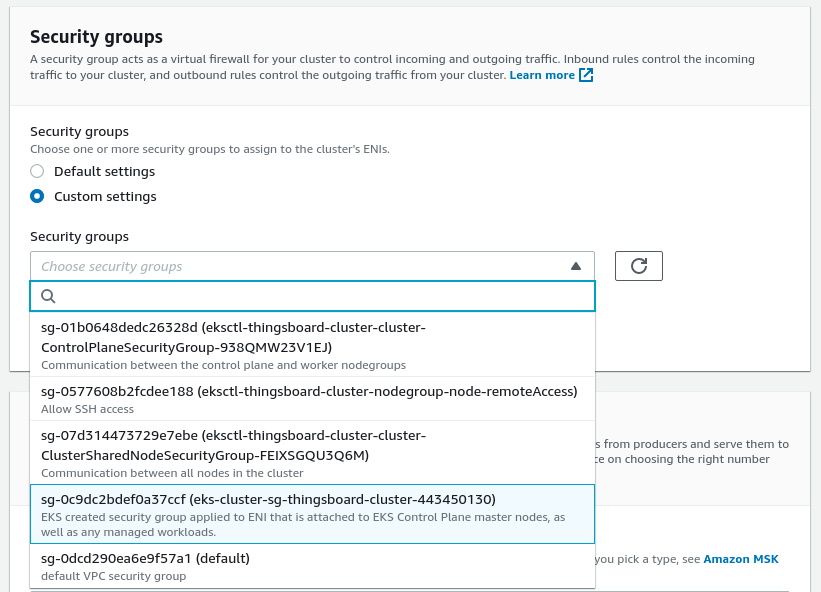 Security groups
A security group acts as a virtual firewall for your cluster to control incoming and outgoing traffic. Inbound rules control the incoming
traffic to your cluster, and outbound rules control the outgoing traffic from your cluster. Learn more
Security groups
Choose one or more security groups to assign to the cluster's ENIs.
Default settings
Custom settings
Security groups
Choose security groups
sg-01b0648dedc26328d (eksctl-thingsboard-cluster-cluster-
ControlPlaneSecurityGroup-938QMW23V1EJ)
Communication between the control plane and worker nodegroups
sg-0577608b2fcdee188 (eksctl-thingsboard-cluster-nodegroup-node-remoteAccess)
Allow SSH access
sg-07d314473729e7ebe (eksctl-thingsboard-cluster-cluster-
ClusterSharedNodeSecurityGroup-FEIXSGQU3Q6M)
s from producers and serve them to
ce on choosing the right number
Communication between all nodes in the cluster
sg-0c9dc2bdef0a37ccf (eks-cluster-sg-thingsboard-cluster-443450130)
EKS created security group applied to ENI that is attached to EKS Control Plane master nodes, as
well as any managed workloads.
sg-0dcd290ea6e9f57a1 (default)
you pick a type, see Amazon MSK
default VPC security group